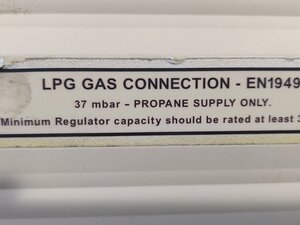 LPG GAS CONNECTION - EN1949
37 mbar – PROPANE SUPPLY ONLY.
Minimum Regulator capacity should be rated at least